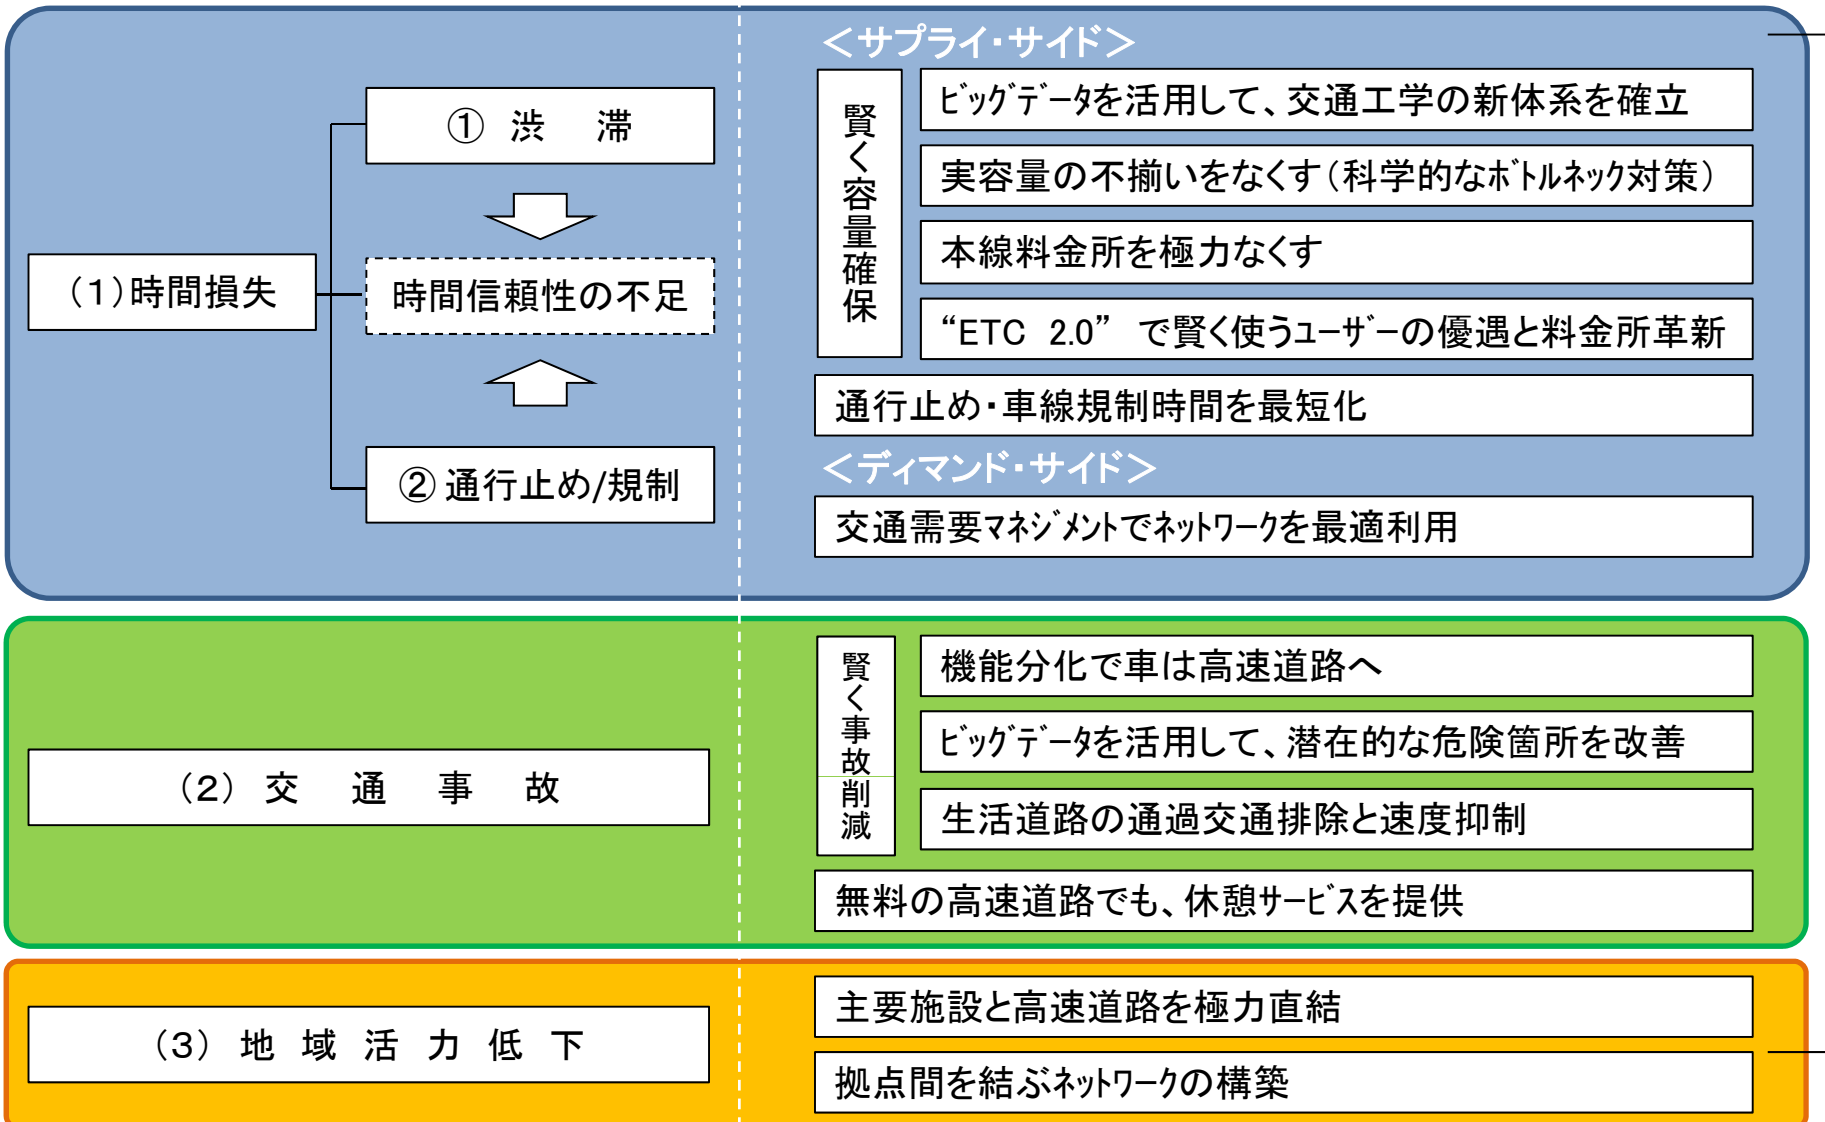 (1)時間損失
① 渋 滞
時間信頼性の不足
② 通行止め/規制
＜サプライ・サイド＞
賢く容量確保
ﾋﾞｯｸﾞﾃﾞｰﾀを活用して、交通工学の新体系を確立
実容量の不揃いをなくす（科学的なﾎﾞﾄﾙﾈｯｸ対策）
本線料金所を極力なくす
“ETC 2.0” で賢く使うﾕｰｻﾞｰの優遇と料金所革新
通行止め・車線規制時間を最短化
＜ディマンド・サイド＞
交通需要ﾏﾈｼﾞﾒﾝﾄでﾈｯﾄﾜｰｸを最適利用
(2) 交 通 事 故
賢く事故削減
機能分化で車は高速道路へ
ﾋﾞｯｸﾞﾃﾞｰﾀを活用して、潜在的な危険箇所を改善
生活道路の通過交通排除と速度抑制
無料の高速道路でも、休憩ｻｰﾋﾞｽを提供
(3) 地 域 活 力 低 下
主要施設と高速道路を極力直結
拠点間を結ぶﾈｯﾄﾜｰｸの構築